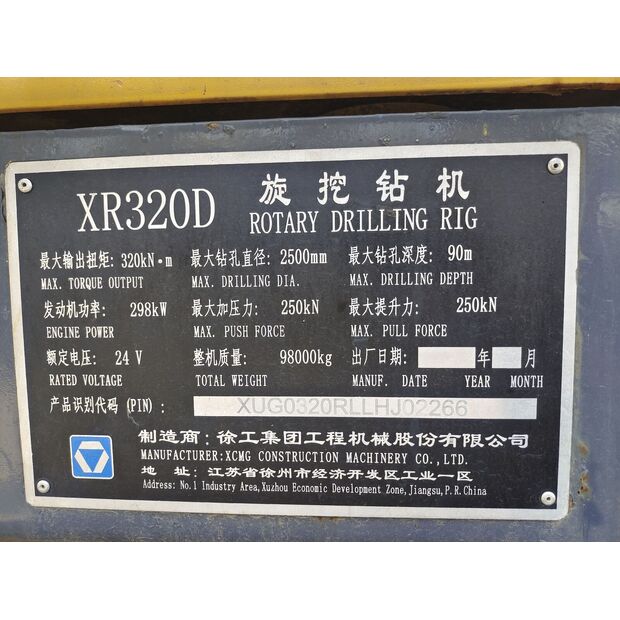 XR320D 旋挖钻机
ROTARY DRILLING RIG
最大输出扭矩: 320kN·m 最大钻孔直径: 2500mm 最大钻孔深度: 90m
MAX. TORQUE OUTPUT MAX. DRILLING DIA. MAX. DRILLING DEPTH
发动机功率: 298kW 最大加压力: 250kN 最大提升力: 250kN
ENGINE POWER MAX. PUSH FORCE MAX. PULL FORCE
额定电压: 24 V 整机质量: 98000kg 出厂日期: 年 月
RATED VOLTAGE TOTAL WEIGHT MANUF. DATE YEAR MONTH
产品识别代码 (PIN): XUG0320RLLHJ02266
制造商:徐工集团工程机械股份有限公司
MANUFACTURER:XCMG CONSTRUCTION MACHINERY CO., LTD.
地 址: 江苏省徐州市经济开发区工业一区
Address: No.1 Industry Area, Xuzhou Economic Development Zone, Jiangsu, P.R.China